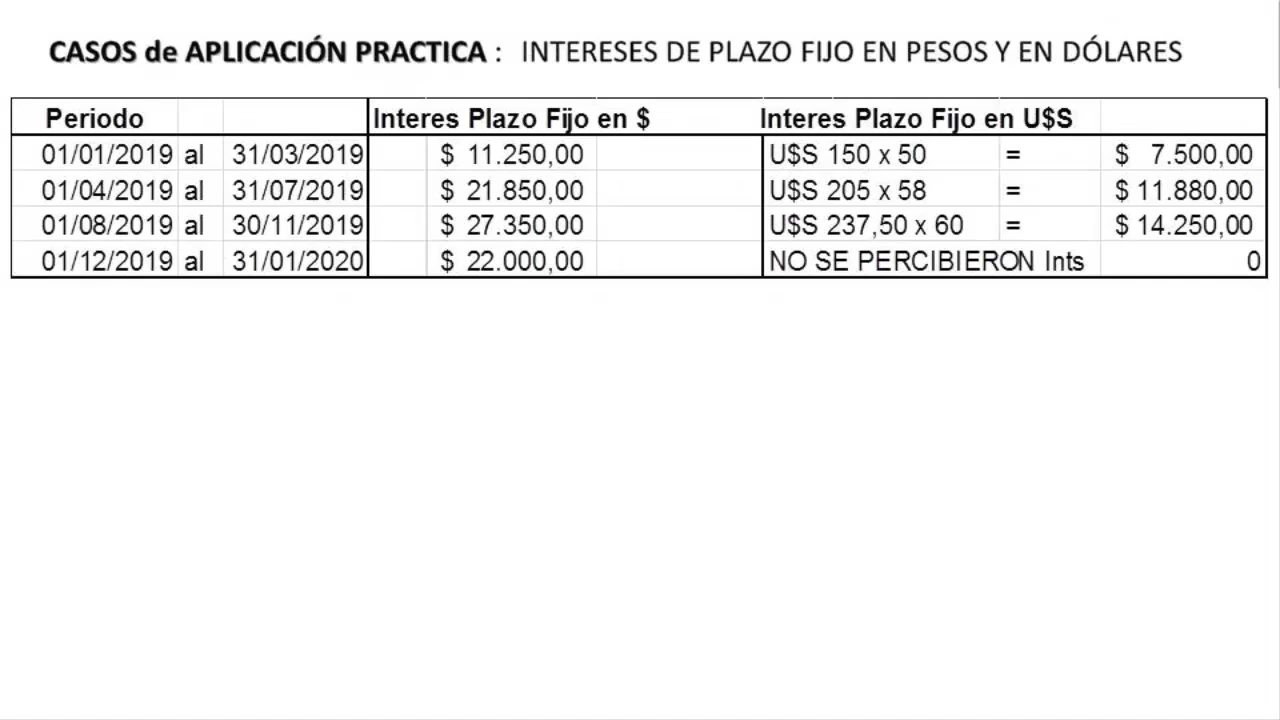 CASOS de APLICACIÓN PRACTICA : INTERESES DE PLAZO FIJO EN PESOS Y EN DÓLARES
Periodo Interes Plazo Fijo en $ Interes Plazo Fijo en U$S
01/01/2019 al 31/03/2019 $ 11.250,00 U$S 150 x 50 = $ 7.500,00
01/04/2019 al 31/07/2019 $ 21.850,00 U$S 205 x 58 = $ 11.880,00
01/08/2019 al 30/11/2019 $ 27.350,00 U$S 237,50 x 60 = $ 14.250,00
01/12/2019 al 31/01/2020 $ 22.000,00 NO SE PERCIBIERON Ints 0